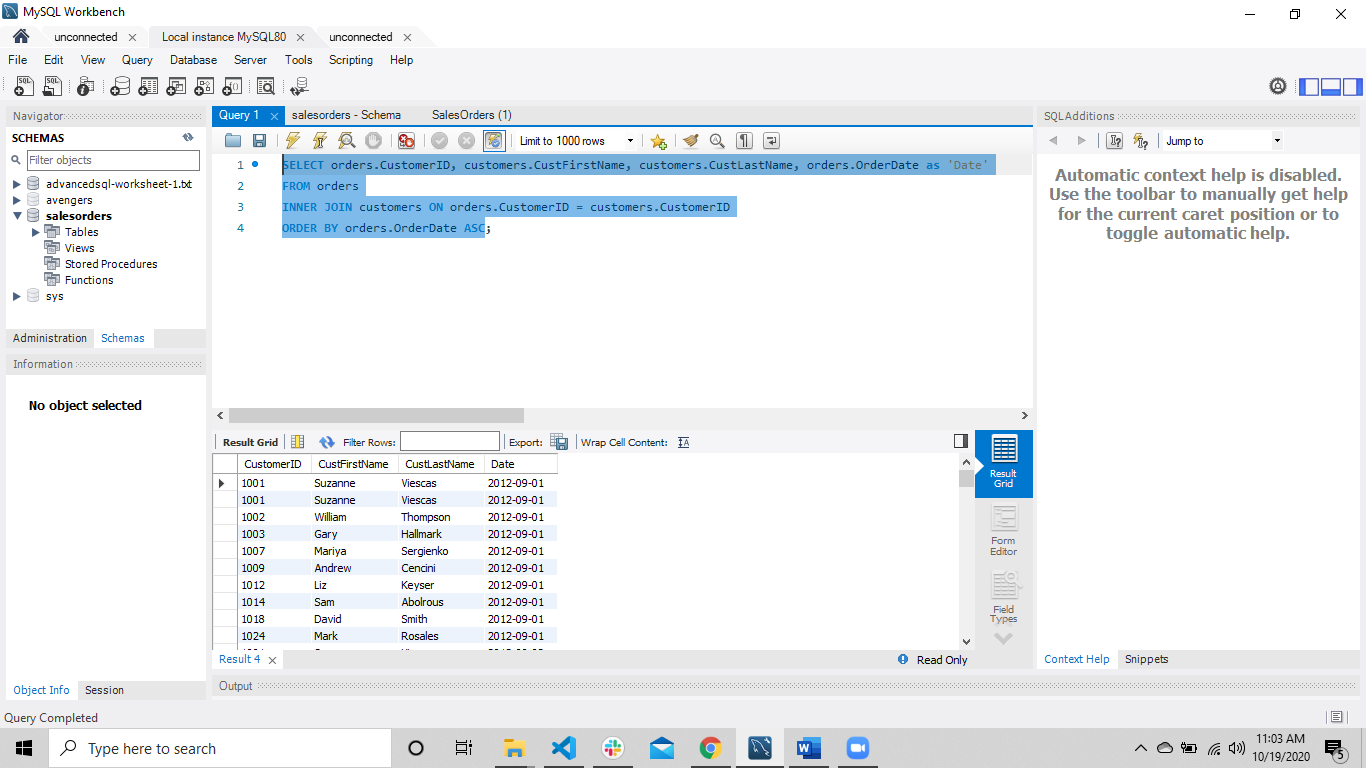 MySQL Workbench
unconnected
Local instance MySQL80
unconnected
File Edit View Query Database Server Tools Scripting Help
Navigator
SCHEMAS
Filter objects
advancedsql-worksheet-1.txt
avengers
salesorders
Tables
Views
Stored Procedures
Functions
sys
Administration Schemas
Information
No object selected
Object Info Session
Query 1
salesorders - Schema
SalesOrders (1)
Limit to 1000 rows
1 SELECT orders.CustomerID, customers.CustFirstName, customers.CustLastName, orders.OrderDate as 'Date'
2 FROM orders
3 INNER JOIN customers ON orders.CustomerID = customers.CustomerID
4 ORDER BY orders.OrderDate ASC;
Result Grid Filter Rows: Export: Wrap Cell Content:
CustomerID CustFirstName CustLastName Date
1001 Suzanne Viescas 2012-09-01
1001 Suzanne Viescas 2012-09-01
1002 William Thompson 2012-09-01
1003 Gary Hallmark 2012-09-01
1007 Mariya Sergienko 2012-09-01
1009 Andrew Cencini 2012-09-01
1012 Liz Keyser 2012-09-01
1014 Sam Abolrous 2012-09-01
1018 David Smith 2012-09-01
1024 Mark Rosales 2012-09-01
Result Grid
Form Editor
Field Types
Result 4
Read Only
Output
SQLAdditions
Jump to
Automatic context help is disabled.
Use the toolbar to manually get help
for the current caret position or to
toggle automatic help.
Context Help Snippets
Query Completed
Type here to search
11:03 AM
10/19/2020
5